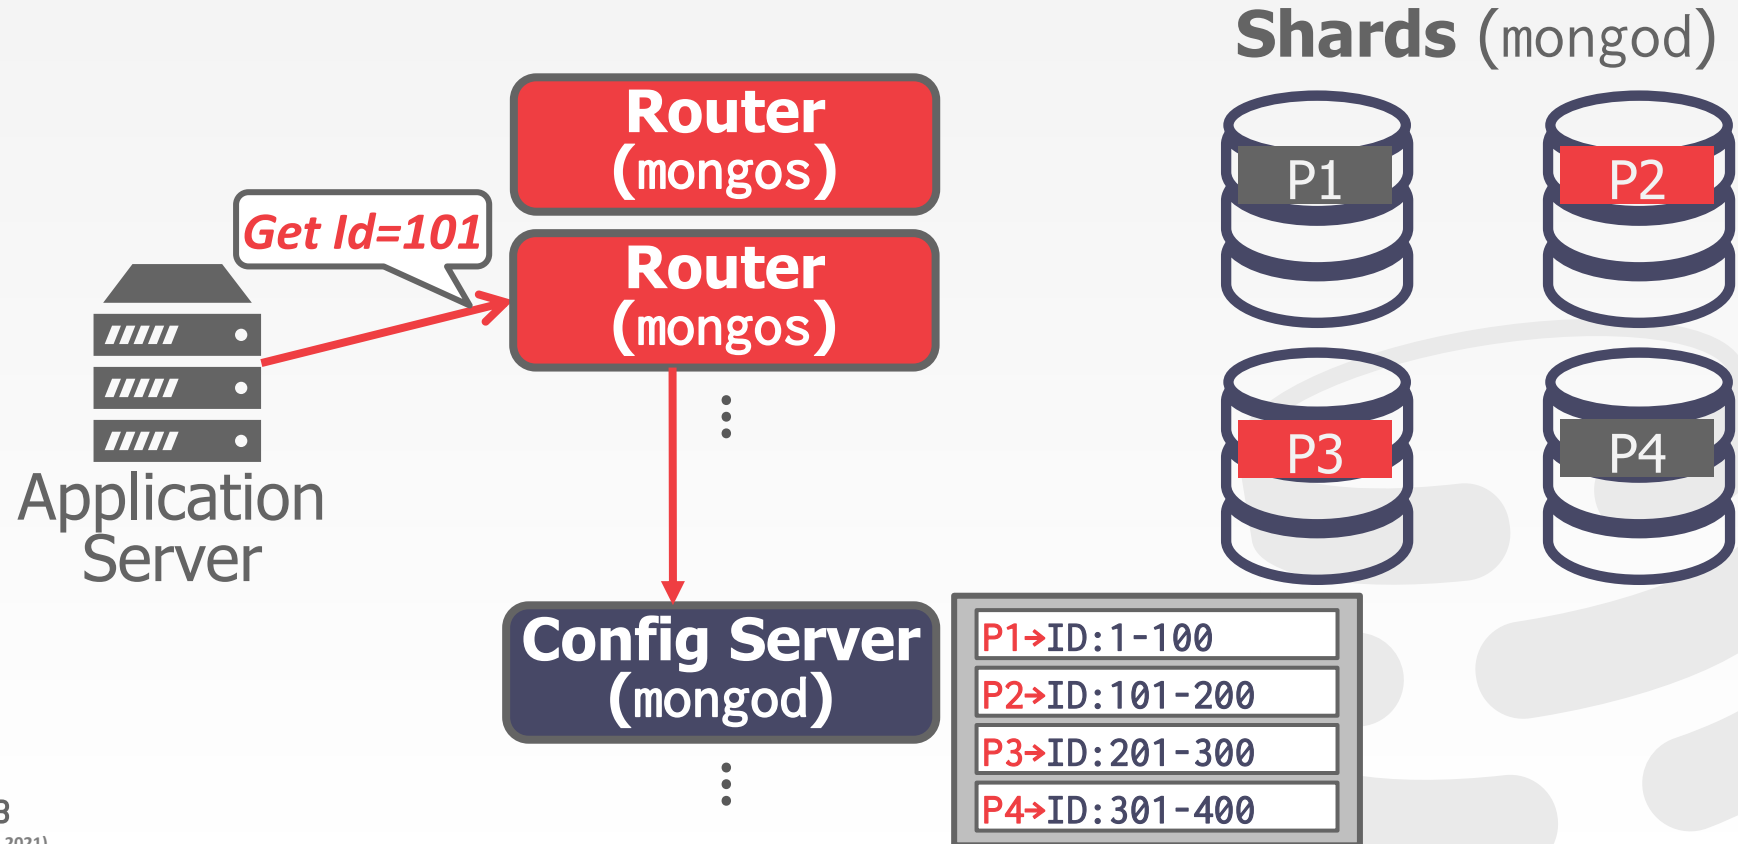 Shards (mongod)
Router
(mongos)
P1
P2
Get Id=101
Router
(mongos)
P3
P4
Application
Server
Config Server
(mongod)
P1→ID:1-100
P2→ID:101-200
P3→ID:201-300
P4→ID:301-400
2021)